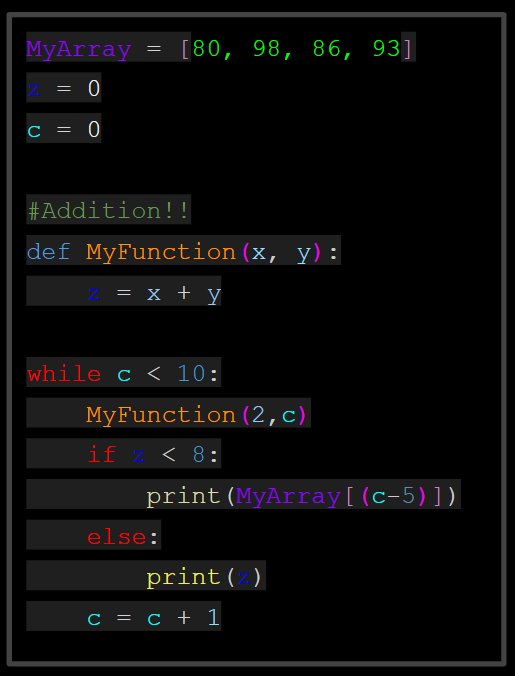 MyArray = [80, 98, 86, 93]
z = 0
c = 0
#Addition!!
def MyFunction(x, y):
z = x + y
while c < 10:
MyFunction(2,c)
if z < 8:
print(MyArray[(c-5)])
else:
print(z)
c = c + 1